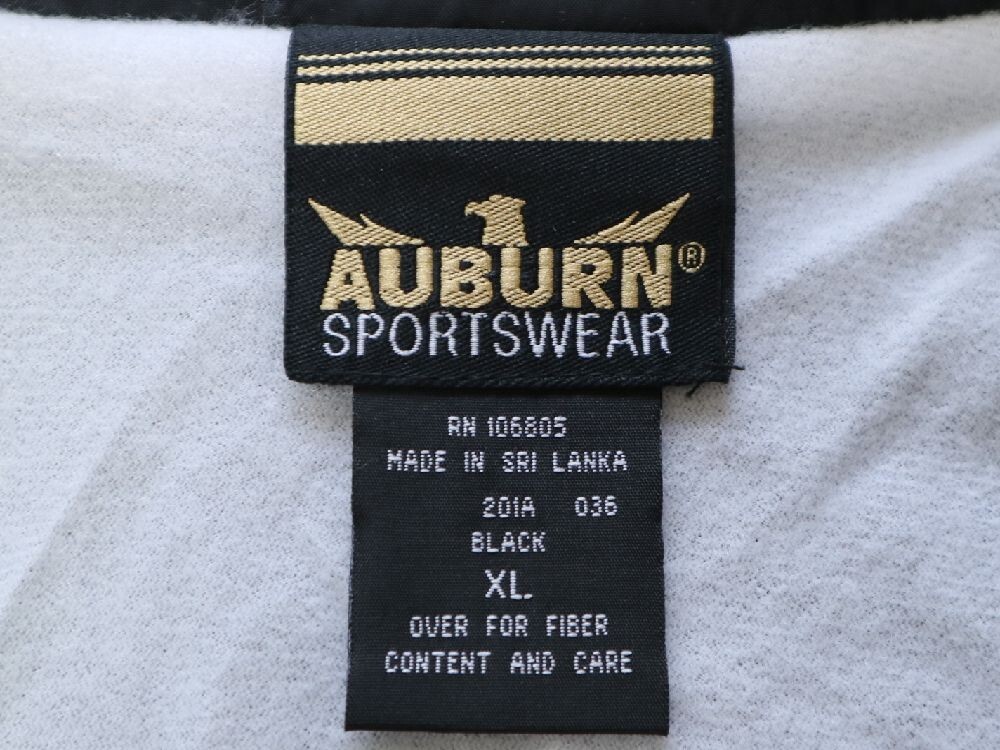 AUBURN®
SPORTSWEAR
RN 106805
MADE IN SRI LANKA
201A 036
BLACK
XL.
OVER FOR FIBER
CONTENT AND CARE